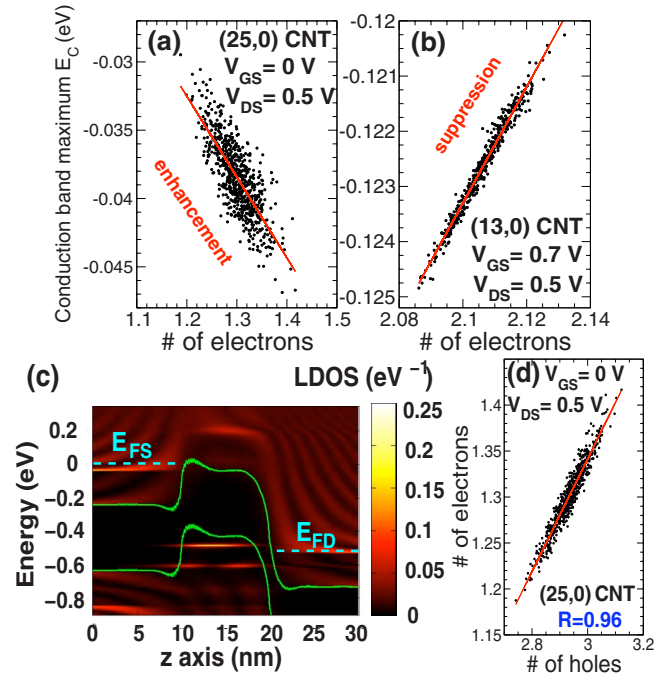 (a)
(25,0) CNT
V_GS= 0 V
V_DS= 0.5 V
enhancement
Conduction band maximum E_C (eV)
-0.03
-0.035
-0.04
-0.045
1.1 1.2 1.3 1.4 1.5
# of electrons
(b)
suppression
(13,0) CNT
V_GS= 0.7 V
V_DS= 0.5 V
-0.12
-0.121
-0.122
-0.123
-0.124
-0.125
2.08 2.1 2.12 2.14
# of electrons
(c)
LDOS (eV⁻¹)
E_FS
E_FD
Energy (eV)
0.2
0
−0.2
−0.4
−0.6
−0.8
0 5 10 15 20 25 30
z axis (nm)
0.25
0.2
0.15
0.1
0.05
0
(d)
V_GS= 0 V
V_DS= 0.5 V
# of electrons
1.4
1.35
1.3
1.25
1.2
1.15
(25,0) CNT
R=0.96
2.8 3 3.2
# of holes